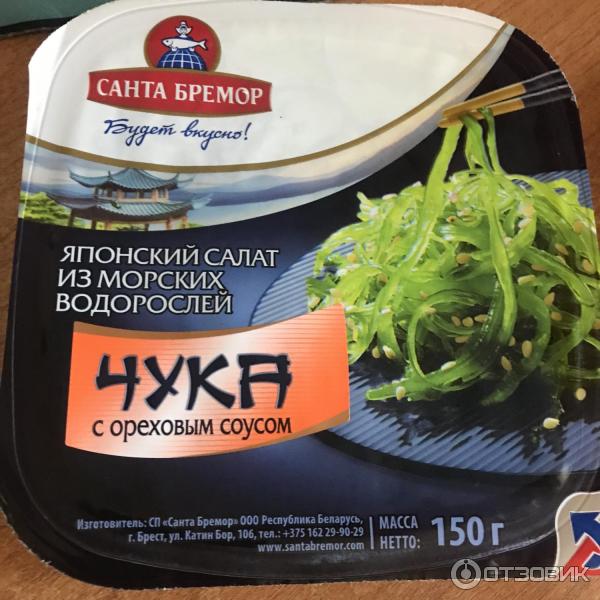 САНТА БРЕМОР
Будет вкусно!
ЯПОНСКИЙ САЛАТ
ИЗ МОРСКИХ
ВОДОРОСЛЕЙ
ЧУКА
с ореховым соусом
Изготовитель: СП «Санта Бремор» ООО Республика Беларусь,
г. Брест, ул. Катин Бор, 106, тел.: +375 162 29-90-29
www.santabremor.com
МАССА
НЕТТО:
150 г
ОТЗОВИК